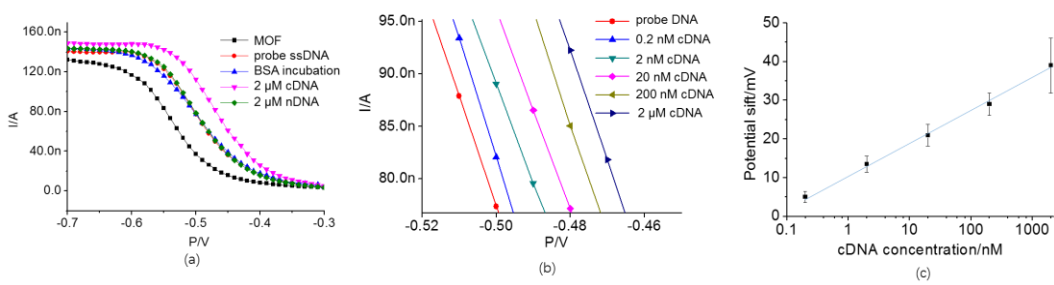 160.0n
120.0n
80.0n
40.0n
0.0
I/A
-0.7 -0.6 -0.5 -0.4 -0.3
P/V
MOF
probe ssDNA
BSA incubation
2 μM cDNA
2 μM nDNA
(a)
95.0n
90.0n
85.0n
80.0n
I/A
-0.52 -0.50 -0.48 -0.46
P/V
probe DNA
0.2 nM cDNA
2 nM cDNA
20 nM cDNA
200 nM cDNA
2 μM cDNA
(b)
50
40
30
20
10
0
Potential sift/mV
0.1 1 10 100 1000
cDNA concentration/nM
(c)